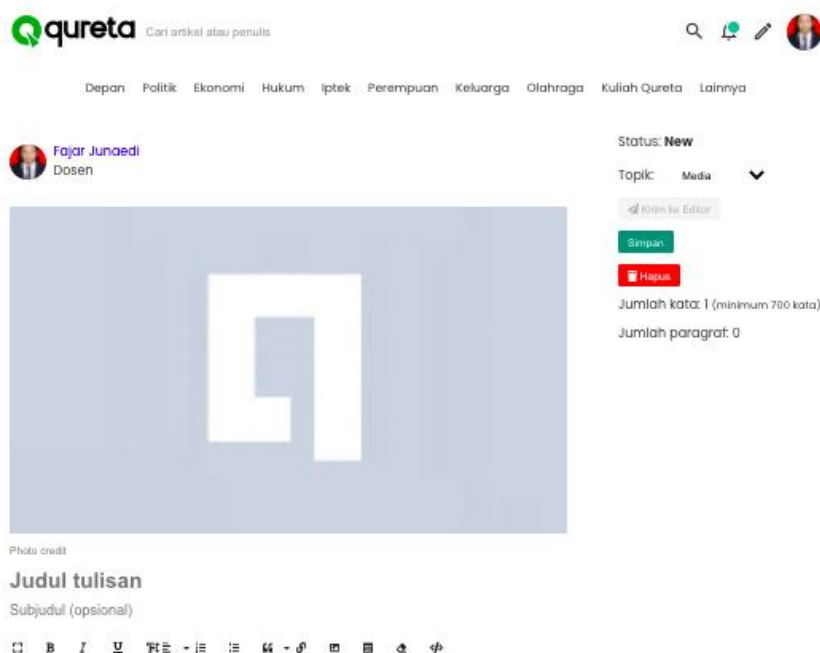 qureta Cari artikel atau penulis
Depan Politik Ekonomi Hukum Iptek Perempuan Keluarga Olahraga Kuliah Qureta Lainnya
Fajar Junaedi
Dosen
Status: New
Topik: Media
Kirim ke Editor
Simpan
Hapus
Jumlah kata: 1 (minimum 700 kata)
Jumlah paragraf: 0
Photo credit
Judul tulisan
Subjudul (opsional)
B I U